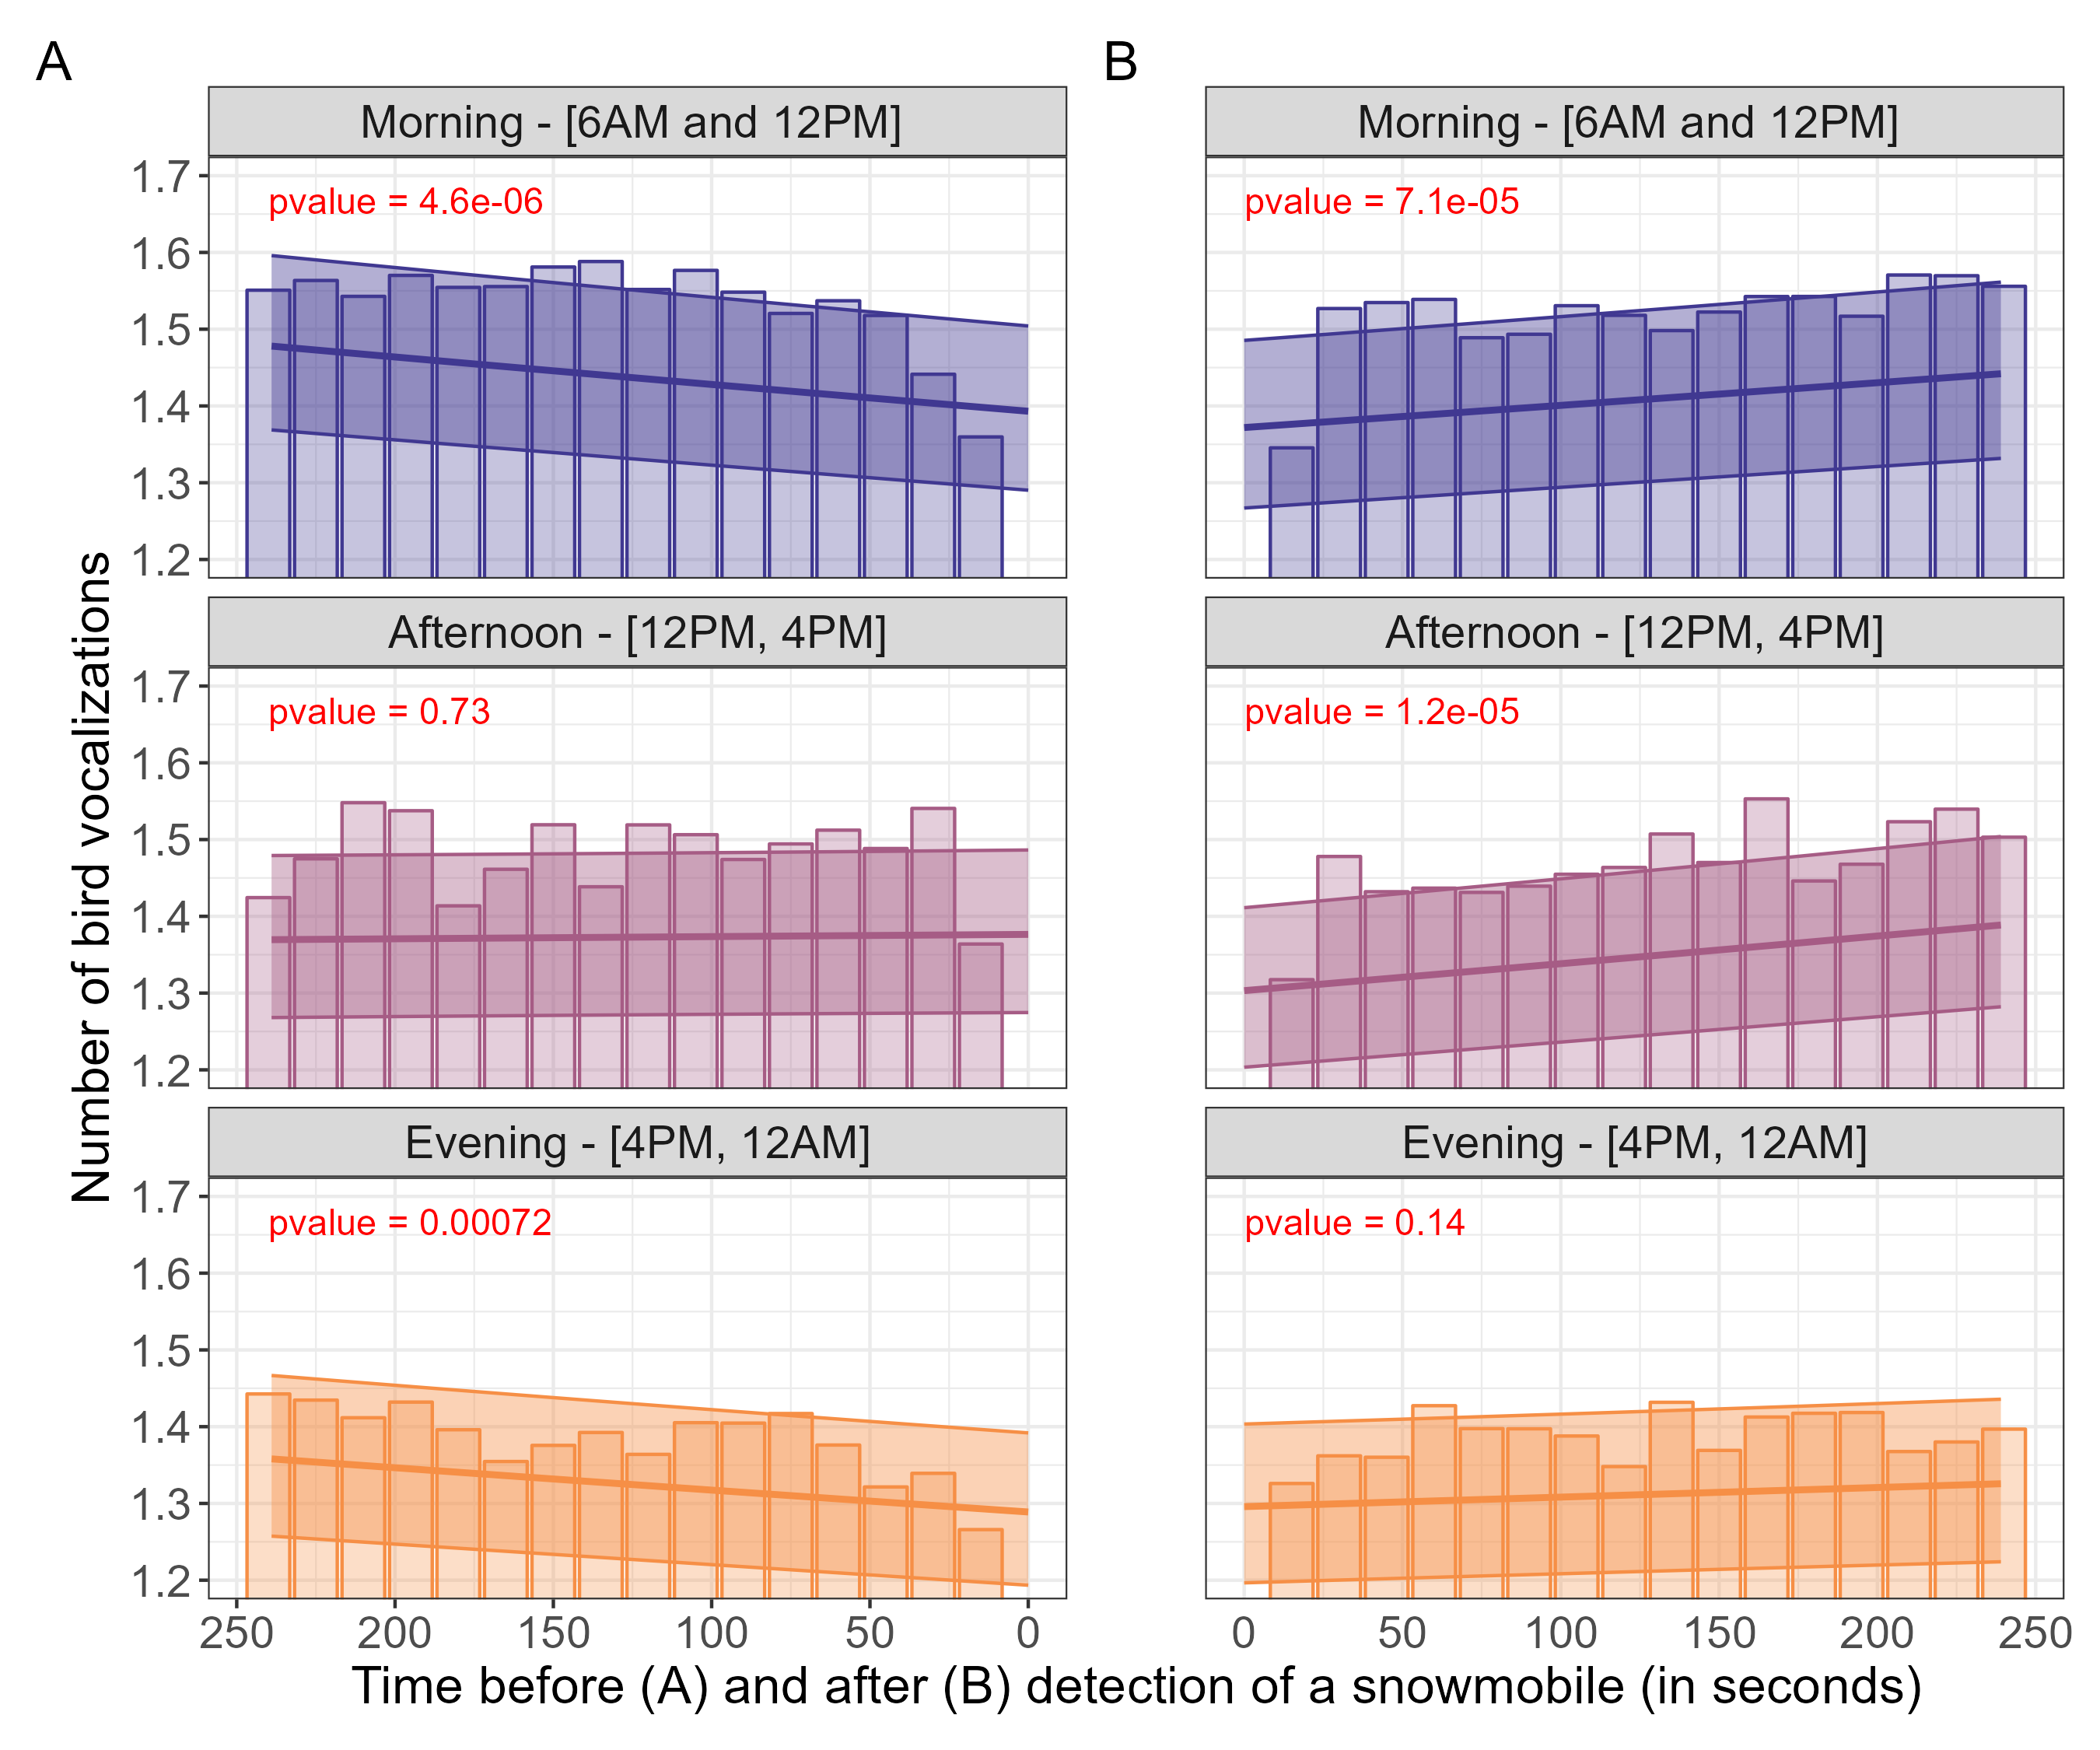 A
B
Morning - [6AM and 12PM]
Morning - [6AM and 12PM]
1.7
1.6
1.5
1.4
1.3
1.2
pvalue = 4.6e-06
pvalue = 7.1e-05
Afternoon - [12PM, 4PM]
Afternoon - [12PM, 4PM]
1.7
1.6
1.5
1.4
1.3
1.2
pvalue = 0.73
pvalue = 1.2e-05
Number of bird vocalizations
Evening - [4PM, 12AM]
Evening - [4PM, 12AM]
1.7
1.6
1.5
1.4
1.3
1.2
pvalue = 0.00072
pvalue = 0.14
250 200 150 100 50 0
0 50 100 150 200 250
Time before (A) and after (B) detection of a snowmobile (in seconds)